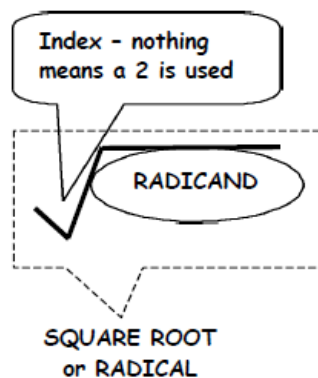 Index – nothing
means a 2 is used
RADICAND
SQUARE ROOT
or RADICAL